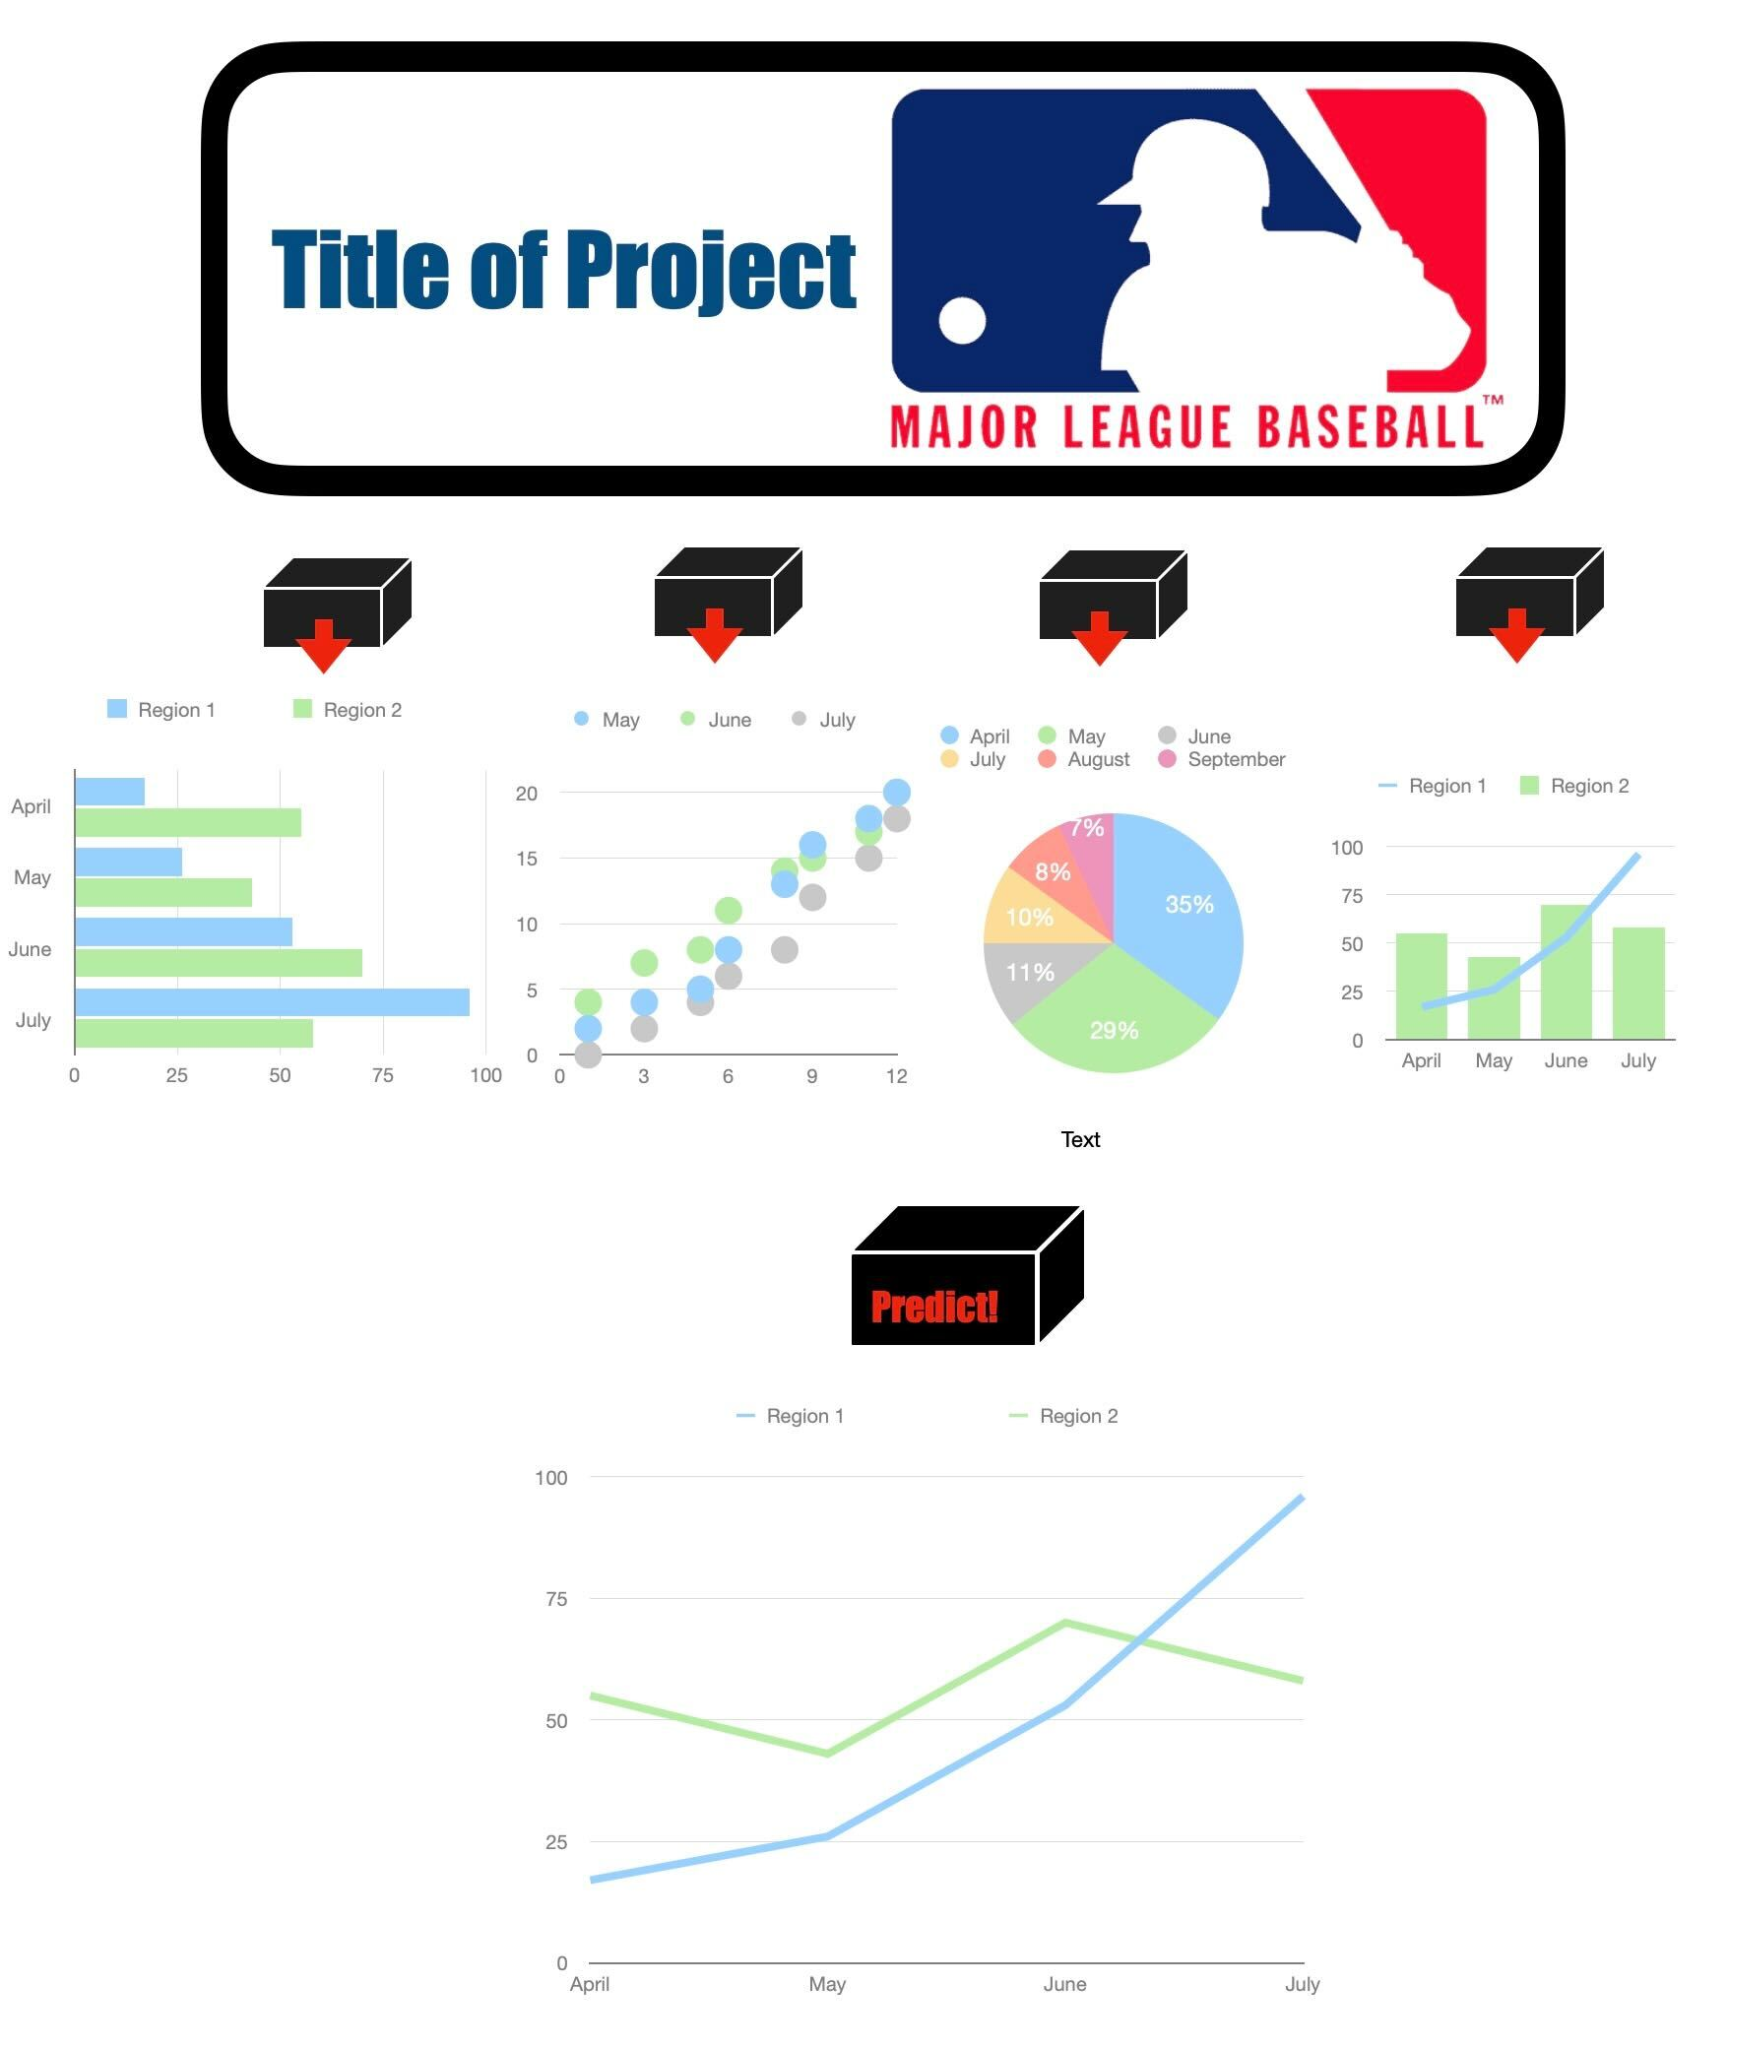 Title of Project
MAJOR LEAGUE BASEBALL™
Region 1 Region 2
April
May
June
July
0 25 50 75 100
May June July
20
15
10
5
0
0 3 6 9 12
April May June
July August September
7%
35%
8%
10%
11%
29%
Text
Region 1 Region 2
100
75
50
25
0
April May June July
Predict!
Region 1 Region 2
100
75
50
25
0
April May June July